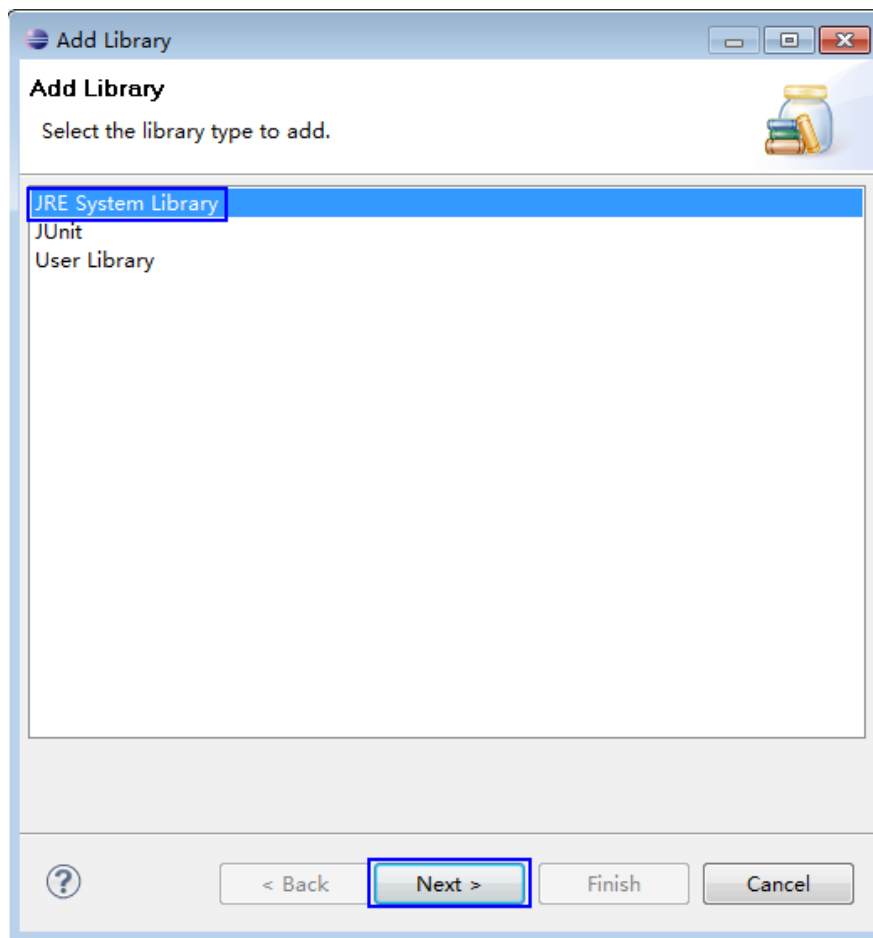 Add Library
Add Library
Select the library type to add.
JRE System Library
JUnit
User Library
?
< Back Next > Finish Cancel